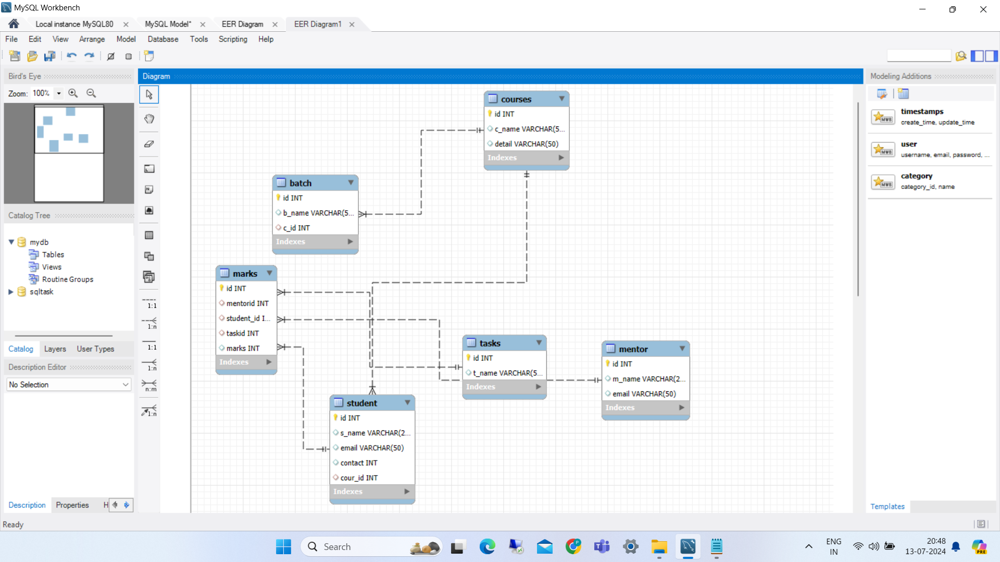 MySQL Workbench
Local instance MySQL80
MySQL Model*
EER Diagram
EER Diagram1
File Edit View Arrange Model Database Tools Scripting Help
Bird's Eye
Zoom: 100%
Catalog Tree
mydb
Tables
Views
Routine Groups
sqltask
Catalog Layers User Types
Description Editor
No Selection
Description Properties H
Ready
Diagram
1:1
1:n
1:1
1:n
n:m
1:n
courses
id INT
c_name VARCHAR(5...
detail VARCHAR(50)
Indexes
batch
id INT
b_name VARCHAR(5...
c_id INT
Indexes
marks
id INT
mentorid INT
student_id I...
taskid INT
marks INT
Indexes
tasks
id INT
t_name VARCHAR(5...
Indexes
mentor
id INT
m_name VARCHAR(2...
email VARCHAR(50)
Indexes
student
id INT
s_name VARCHAR(2...
email VARCHAR(50)
contact INT
cour_id INT
Indexes
Modeling Additions
MWB
timestamps
create_time, update_time
MWB
user
username, email, password, ...
MWB
category
category_id, name
Templates
Search
ENG
IN
20:48
13-07-2024
PRE